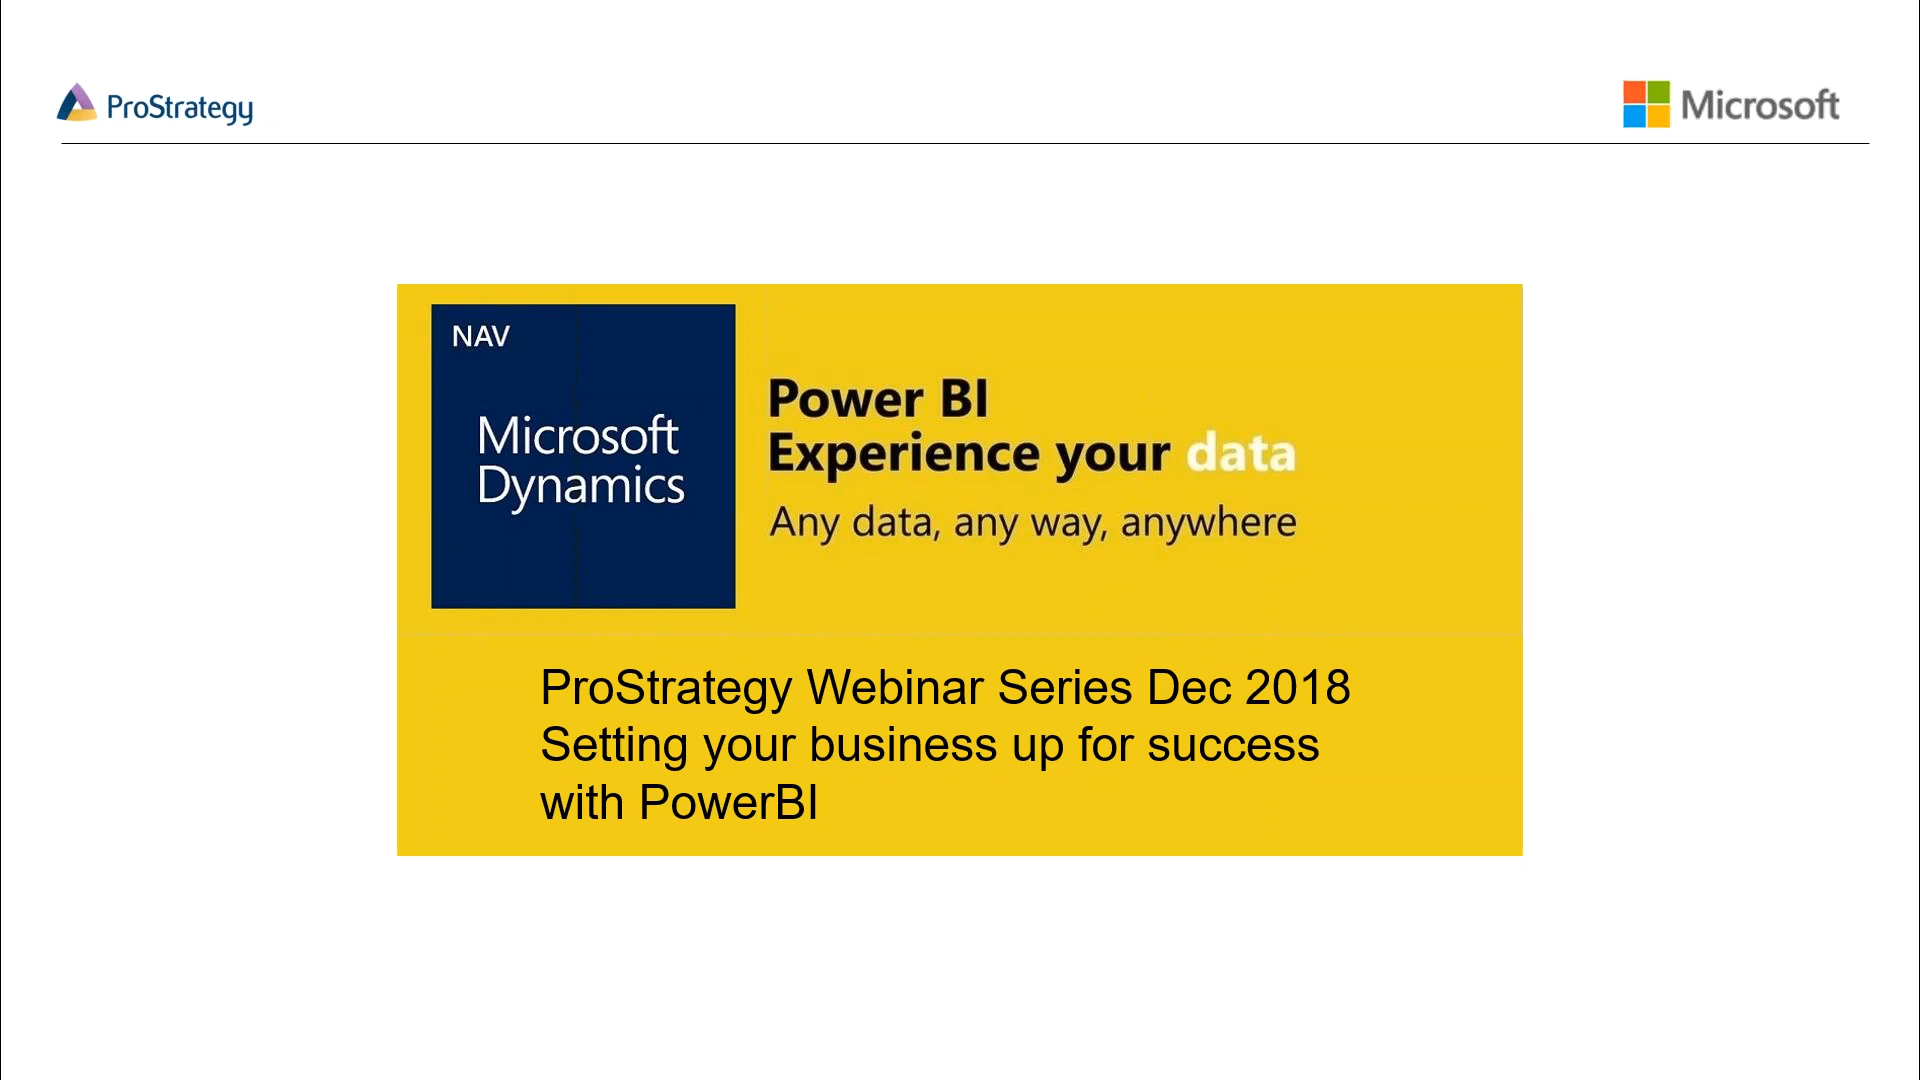 ProStrategy
Microsoft
NAV
Microsoft
Dynamics
Power BI
Experience your data
Any data, any way, anywhere
ProStrategy Webinar Series Dec 2018
Setting your business up for success
with PowerBI